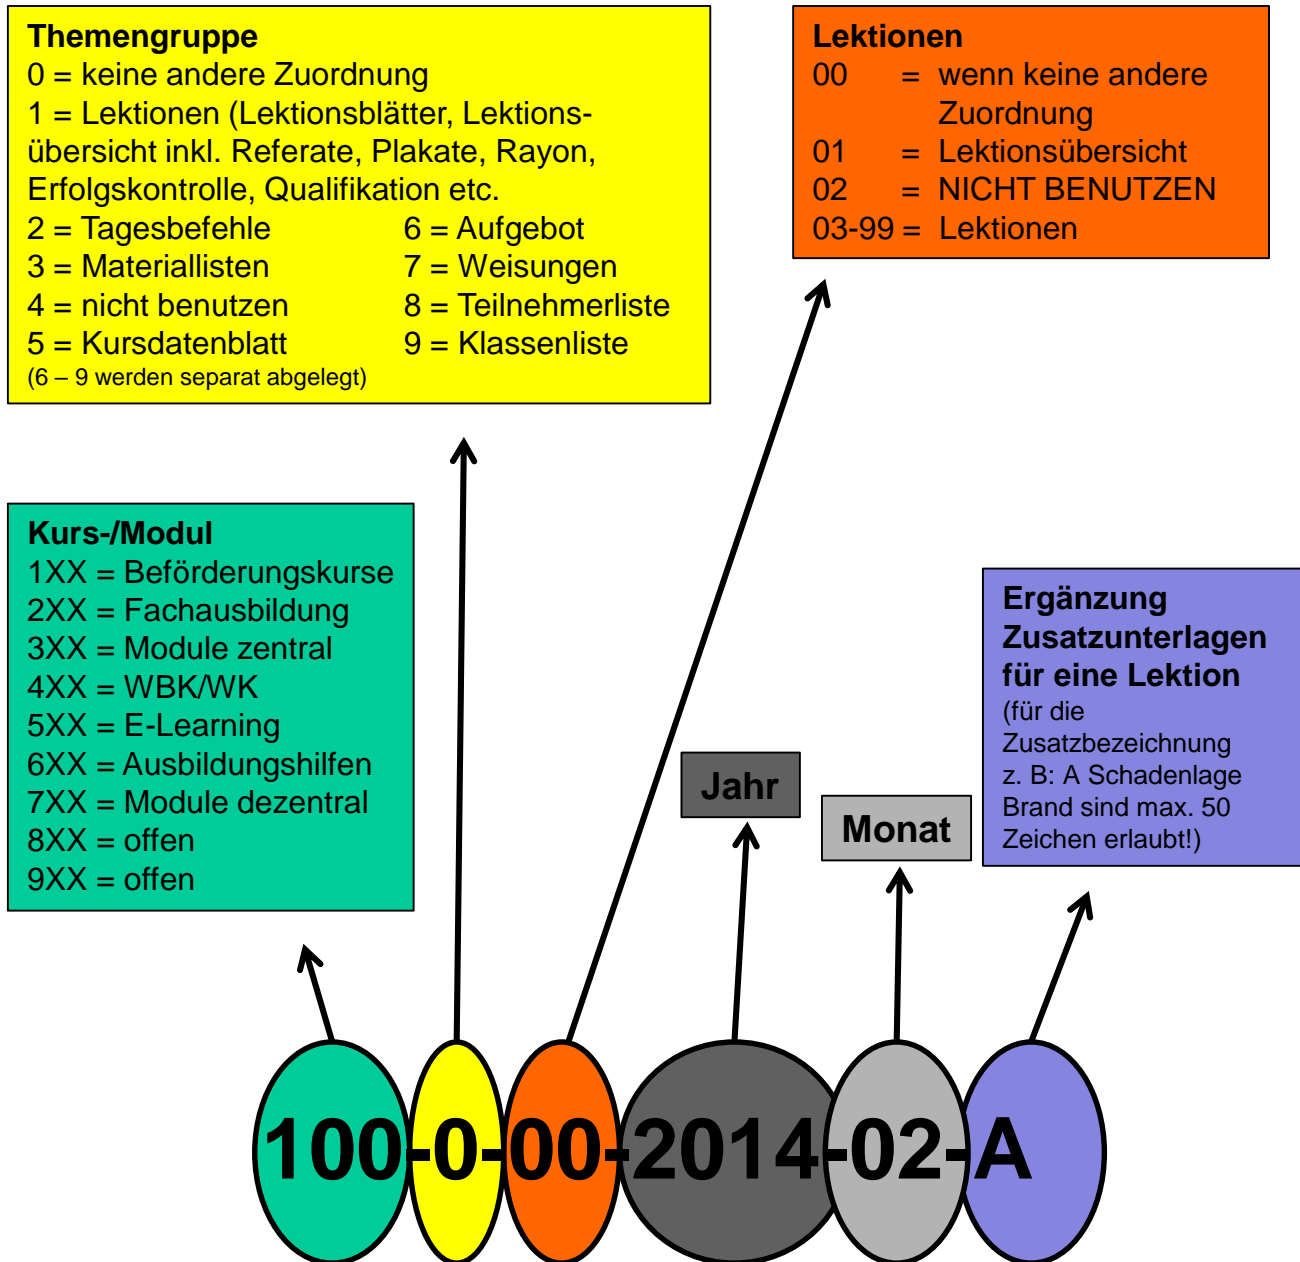 Themengruppe
0 = keine andere Zuordnung
1 = Lektionen (Lektionsblätter, Lektions-
übersicht inkl. Referate, Plakate, Rayon,
Erfolgskontrolle, Qualifikation etc.
2 = Tagesbefehle 6 = Aufgebot
3 = Materiallisten 7 = Weisungen
4 = nicht benutzen 8 = Teilnehmerliste
5 = Kursdatenblatt 9 = Klassenliste
(6 – 9 werden separat abgelegt)
Lektionen
00 = wenn keine andere
Zuordnung
01 = Lektionsübersicht
02 = NICHT BENUTZEN
03-99 = Lektionen
Kurs-/Modul
1XX = Beförderungskurse
2XX = Fachausbildung
3XX = Module zentral
4XX = WBK/WK
5XX = E-Learning
6XX = Ausbildungshilfen
7XX = Module dezentral
8XX = offen
9XX = offen
Jahr
Monat
Ergänzung
Zusatzunterlagen
für eine Lektion
(für die
Zusatzbezeichnung
z. B: A Schadenlage
Brand sind max. 50
Zeichen erlaubt!)
100-0-00-2014-02-A